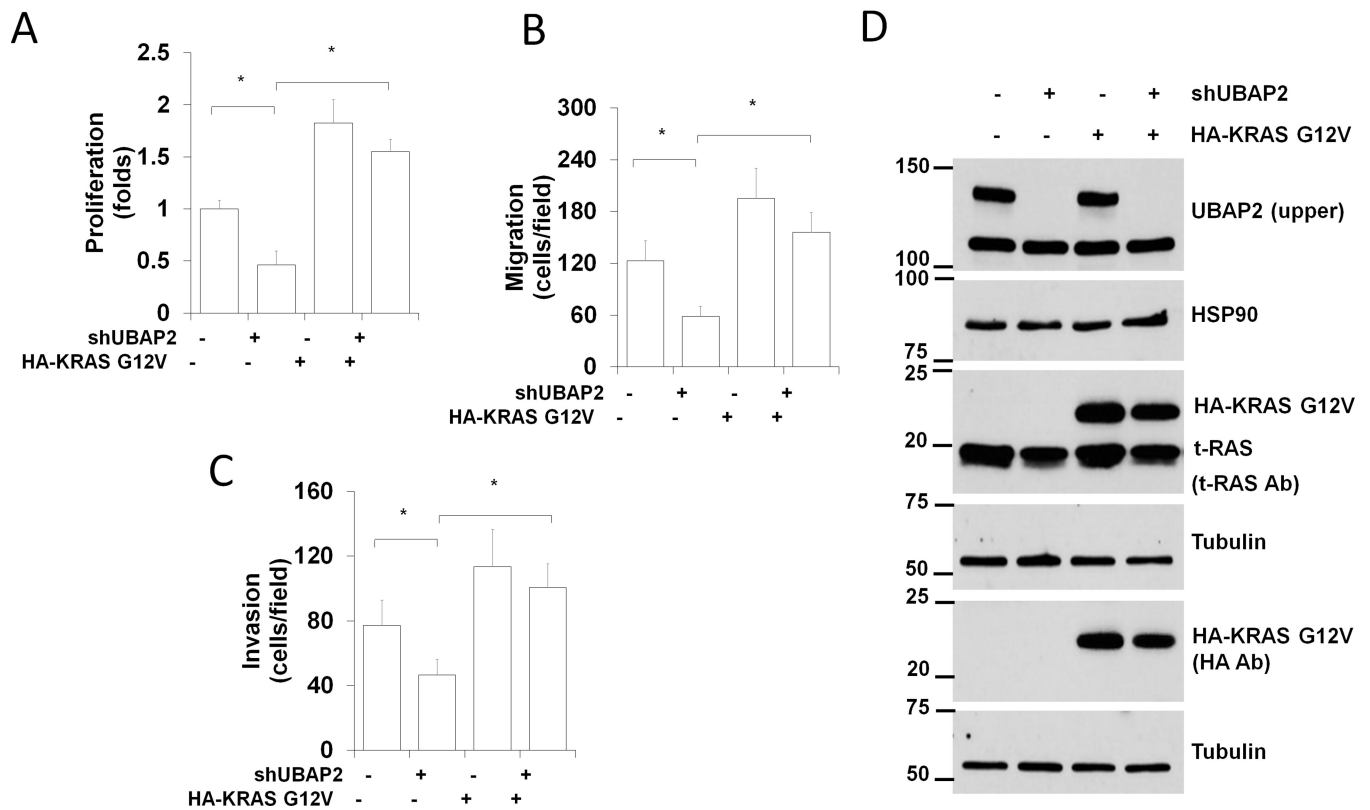 A
2.5
2
1.5
1
0.5
0
Proliferation
(folds)
*
*
shUBAP2 - + - +
HA-KRAS G12V - - + +
B
300
240
180
120
60
0
Migration
(cells/field)
*
*
shUBAP2 - + - +
HA-KRAS G12V - - + +
C
160
120
80
40
0
Invasion
(cells/field)
*
*
shUBAP2 - + - +
HA-KRAS G12V - - + +
D
- + - + shUBAP2
- - + + HA-KRAS G12V
150
UBAP2 (upper)
100
100
HSP90
75
25
HA-KRAS G12V
20
t-RAS
(t-RAS Ab)
75
Tubulin
50
25
HA-KRAS G12V
(HA Ab)
20
75
Tubulin
50